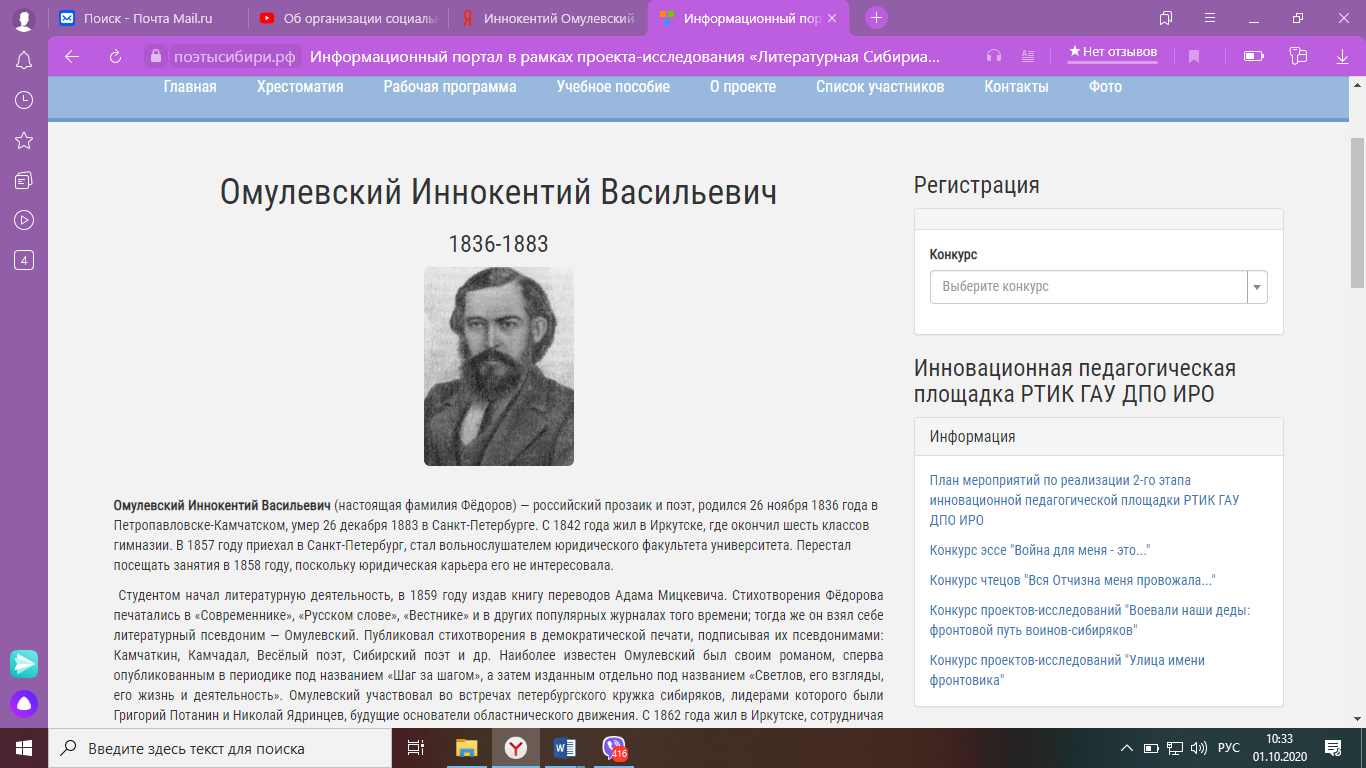 Поиск - Почта Mail.ru
Об организации социаль
Иннокентий Омулевский
Информационный пор
поэтысибири.рф
Информационный портал в рамках проекта-исследования «Литературная Сибириа...
★Нет отзывов
4
Главная
Хрестоматия
Рабочая программа
Учебное пособие
О проекте
Список участников
Контакты
Фото
Омулевский Иннокентий Васильевич
1836-1883
Омулевский Иннокентий Васильевич (настоящая фамилия Фёдоров) — российский прозаик и поэт, родился 26 ноября 1836 года в
Петропавловске-Камчатском, умер 26 декабря 1883 в Санкт-Петербурге. С 1842 года жил в Иркутске, где окончил шесть классов
гимназии. В 1857 году приехал в Санкт-Петербург, стал вольнослушателем юридического факультета университета. Перестал
посещать занятия в 1858 году, поскольку юридическая карьера его не интересовала.
Студентом начал литературную деятельность, в 1859 году издав книгу переводов Адама Мицкевича. Стихотворения Фёдорова
печатались в «Современнике», «Русском слове», «Вестнике» и в других популярных журналах того времени; тогда же он взял себе
литературный псевдоним — Омулевский. Публиковал стихотворения в демократической печати, подписывая их псевдонимами:
Камчаткин, Камчадал, Весёлый поэт, Сибирский поэт и др. Наиболее известен Омулевский был своим романом, сперва
опубликованным в периодике под названием «Шаг за шагом», а затем изданным отдельно под названием «Светлов, его взгляды,
его жизнь и деятельность». Омулевский участвовал во встречах петербургского кружка сибиряков, лидерами которого были
Григорий Потанин и Николай Ядринцев, будущие основатели областнического движения. С 1862 года жил в Иркутске, сотрудничая
Регистрация
Конкурс
Выберите конкурс
Инновационная педагогическая
площадка РТИК ГАУ ДПО ИРО
Информация
План мероприятий по реализации 2-го этапа
инновационной педагогической площадки РТИК ГАУ
ДПО ИРО
Конкурс эссе "Война для меня - это..."
Конкурс чтецов "Вся Отчизна меня провожала..."
Конкурс проектов-исследований "Воевали наши деды:
фронтовой путь воинов-сибиряков"
Конкурс проектов-исследований "Улица имени
фронтовика"
Введите здесь текст для поиска
416
РУС
10:33
01.10.2020